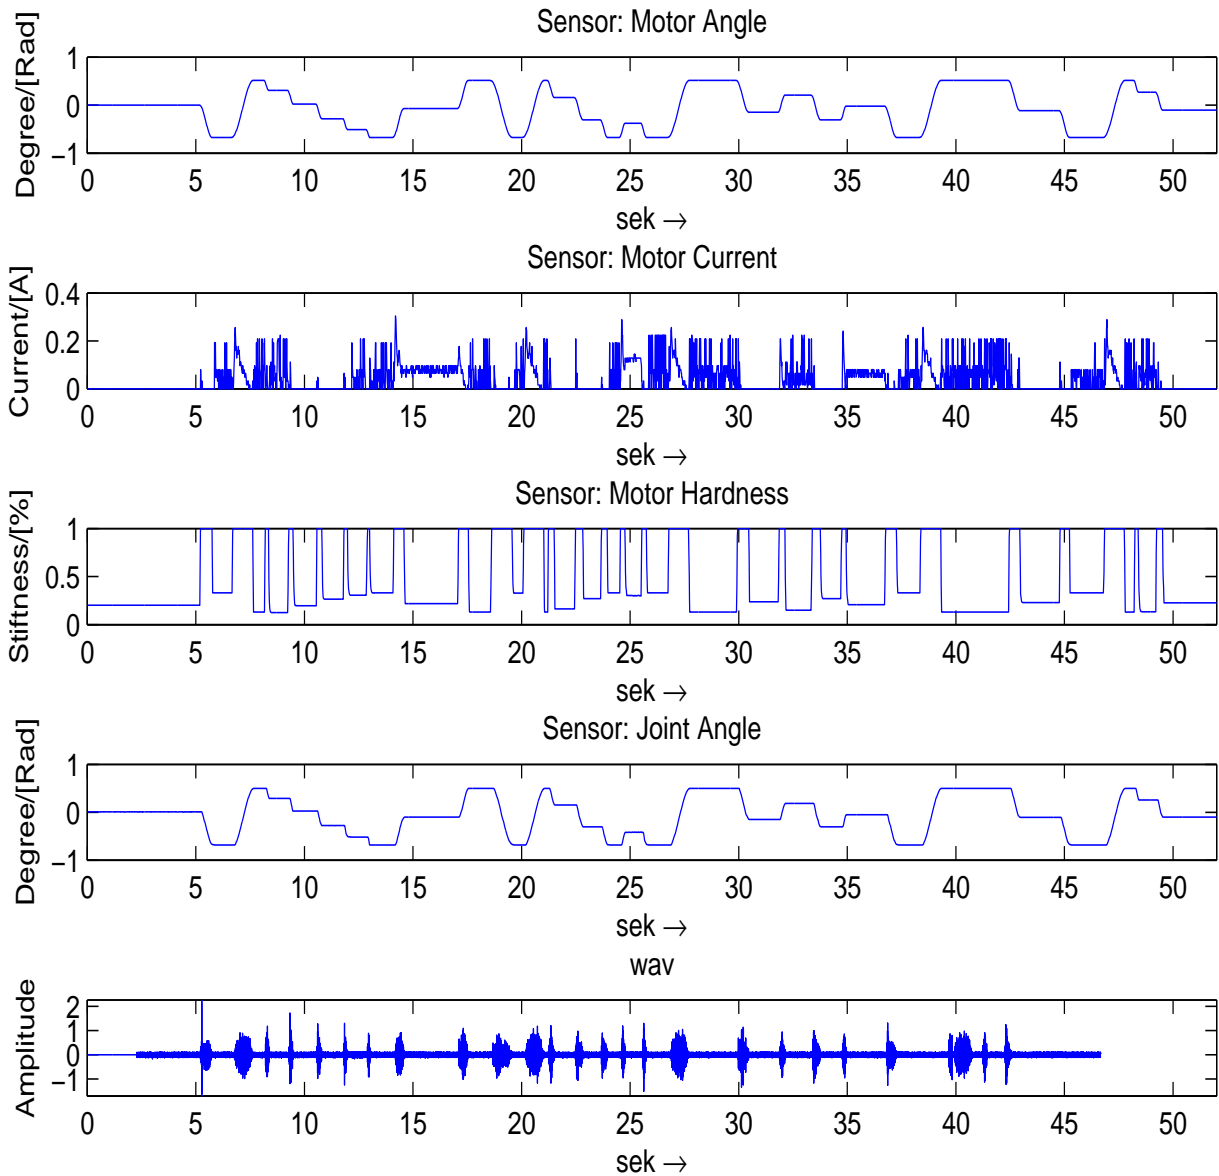 Sensor: Motor Angle
Degree/[Rad]
1
0
−1
0 5 10 15 20 25 30 35 40 45 50
sek →
Sensor: Motor Current
Current/[A]
0.4
0.2
0
0 5 10 15 20 25 30 35 40 45 50
sek →
Sensor: Motor Hardness
Stiftness/[%]
1
0.5
0
0 5 10 15 20 25 30 35 40 45 50
sek →
Sensor: Joint Angle
Degree/[Rad]
1
0
−1
0 5 10 15 20 25 30 35 40 45 50
sek →
wav
Amplitude
2
1
0
−1
0 5 10 15 20 25 30 35 40 45 50
sek →